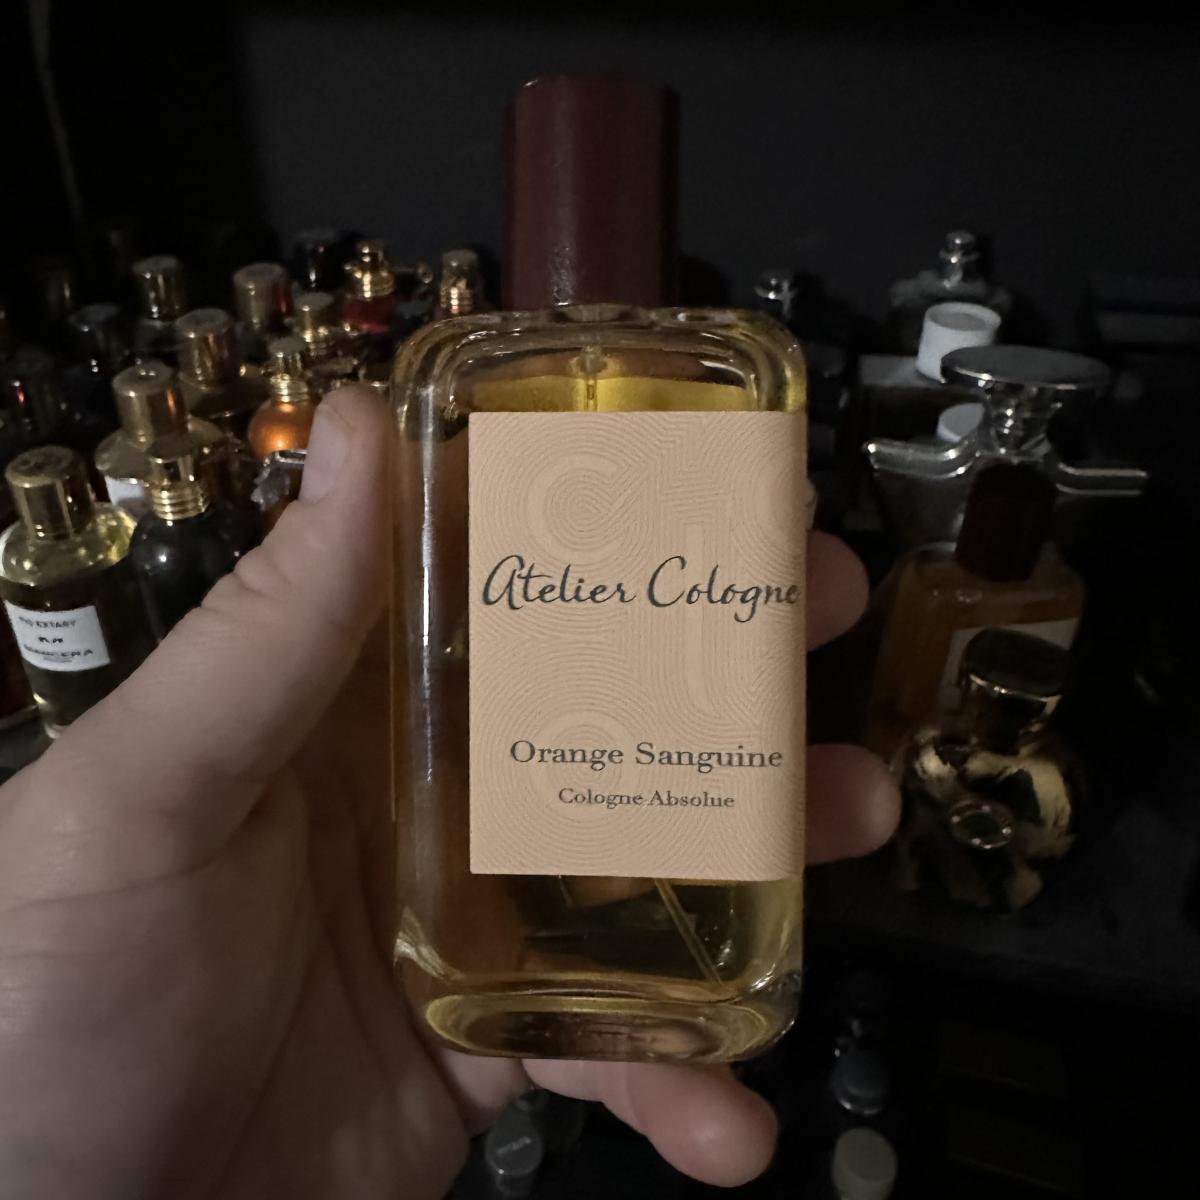 Atelier Cologne
Orange Sanguine
Cologne Absolue